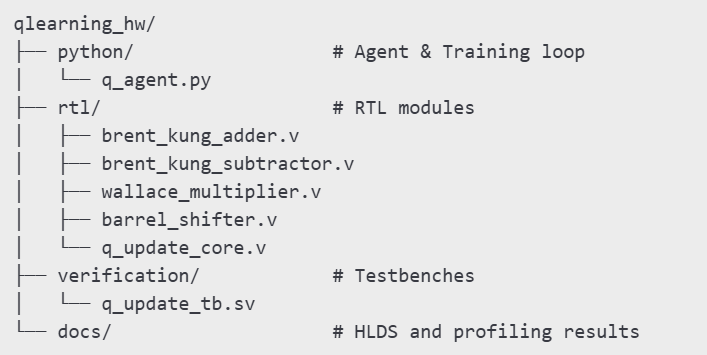 qlearning_hw/
├── python/                  # Agent & Training loop
│   └── q_agent.py
├── rtl/                     # RTL modules
│   ├── brent_kung_adder.v
│   ├── brent_kung_subtractor.v
│   ├── wallace_multiplier.v
│   ├── barrel_shifter.v
│   └── q_update_core.v
├── verification/            # Testbenches
│   └── q_update_tb.sv
└── docs/                    # HLDS and profiling results